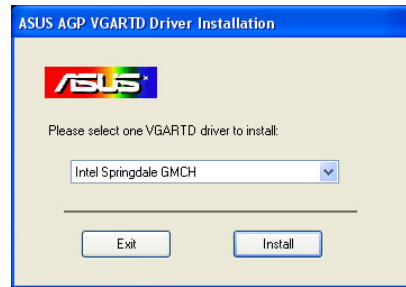 ASUS AGP VGARTD Driver Installation
ASUS
Please select one VGARTD driver to install:
Intel Springdale GMCH
Exit Install